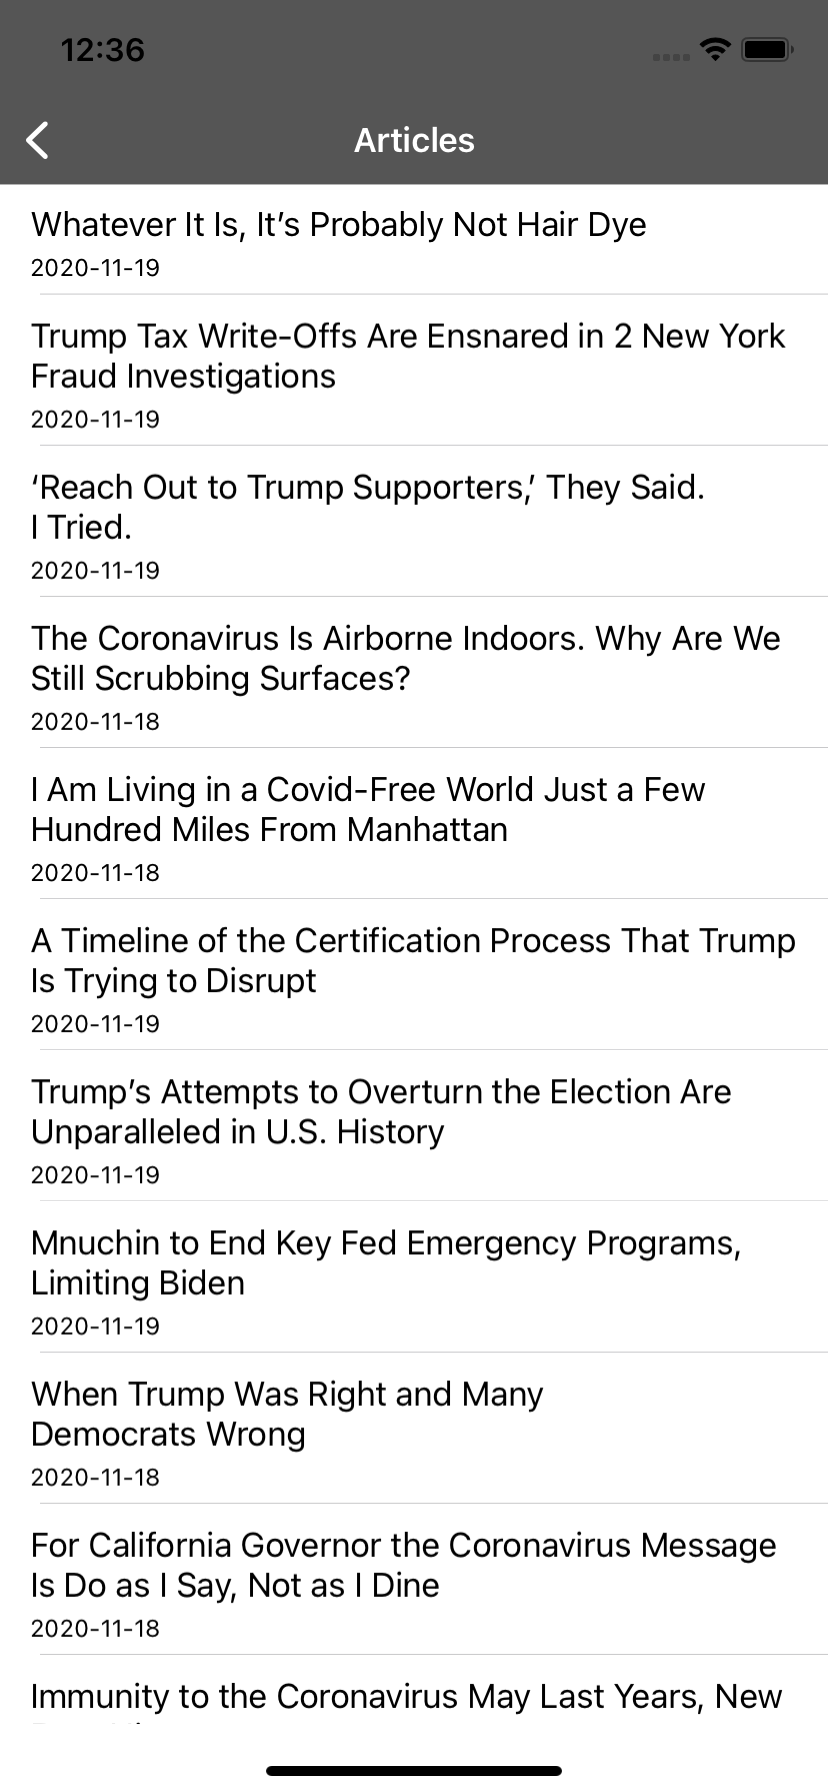 12:36
Articles
Whatever It Is, It’s Probably Not Hair Dye
2020-11-19
Trump Tax Write-Offs Are Ensnared in 2 New York
Fraud Investigations
2020-11-19
‘Reach Out to Trump Supporters,’ They Said.
I Tried.
2020-11-19
The Coronavirus Is Airborne Indoors. Why Are We
Still Scrubbing Surfaces?
2020-11-18
I Am Living in a Covid-Free World Just a Few
Hundred Miles From Manhattan
2020-11-18
A Timeline of the Certification Process That Trump
Is Trying to Disrupt
2020-11-19
Trump’s Attempts to Overturn the Election Are
Unparalleled in U.S. History
2020-11-19
Mnuchin to End Key Fed Emergency Programs,
Limiting Biden
2020-11-19
When Trump Was Right and Many
Democrats Wrong
2020-11-18
For California Governor the Coronavirus Message
Is Do as I Say, Not as I Dine
2020-11-18
Immunity to the Coronavirus May Last Years, New